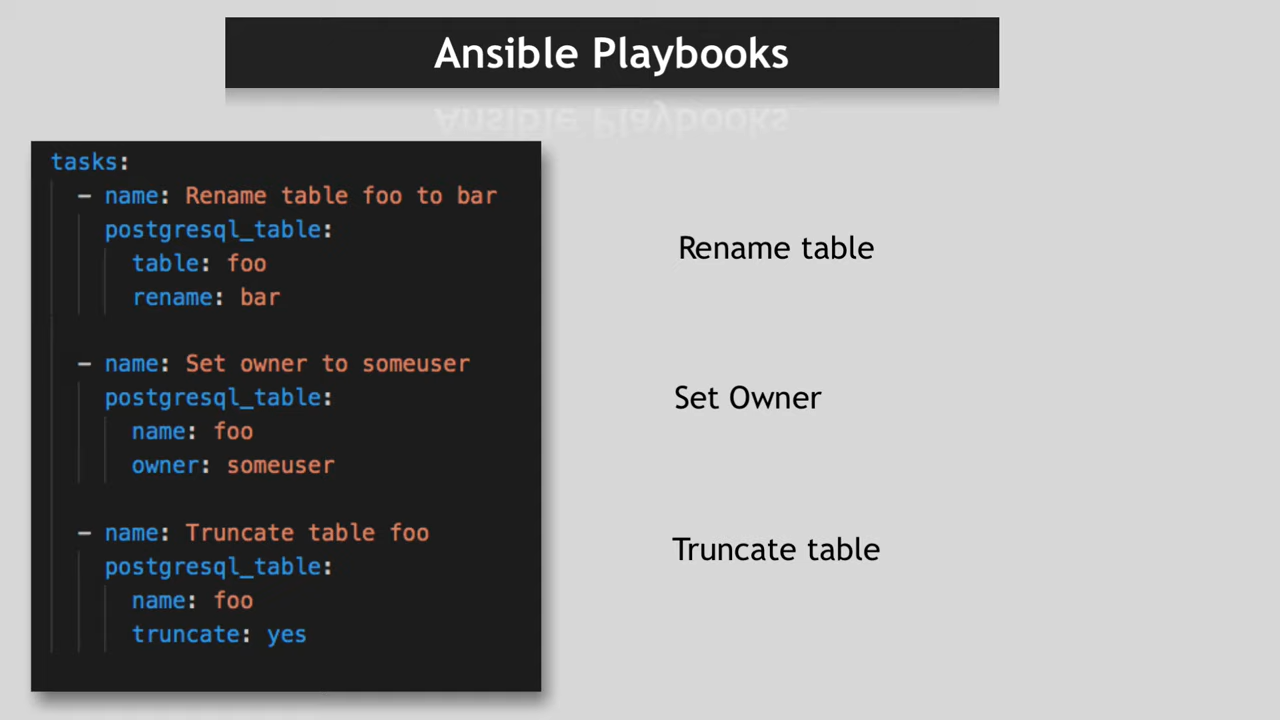 Ansible Playbooks
tasks:
- name: Rename table foo to bar
postgresql_table:
table: foo
rename: bar
- name: Set owner to someuser
postgresql_table:
name: foo
owner: someuser
- name: Truncate table foo
postgresql_table:
name: foo
truncate: yes
Rename table
Set Owner
Truncate table